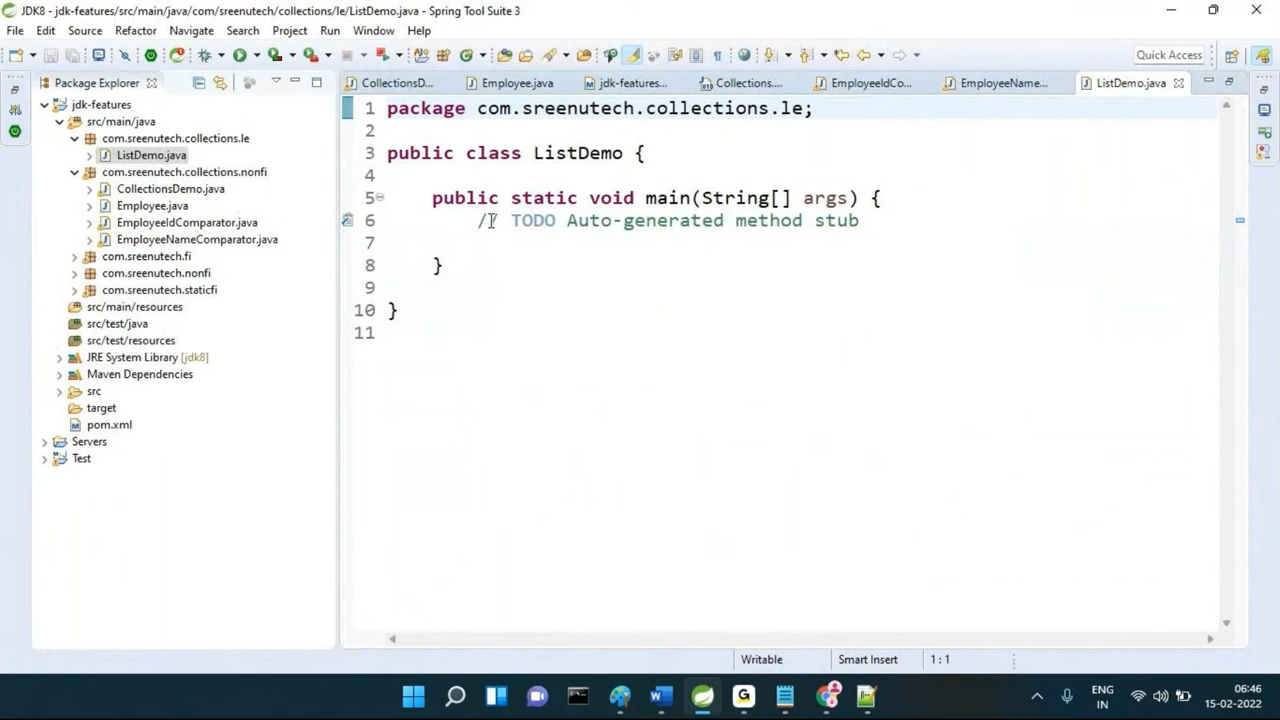 JDK8 - jdk-features/src/main/java/com/sreenutech/collections/le/ListDemo.java - Spring Tool Suite 3
File Edit Source Refactor Navigate Search Project Run Window Help
Quick Access
Package Explorer
CollectionsD... Employee.java jdk-features... Collections.... EmployeeIdCo... EmployeeName... ListDemo.java
jdk-features
src/main/java
com.sreenutech.collections.le
ListDemo.java
com.sreenutech.collections.nonfi
CollectionsDemo.java
Employee.java
EmployeeIdComparator.java
EmployeeNameComparator.java
com.sreenutech.fi
com.sreenutech.nonfi
com.sreenutech.staticfi
src/main/resources
src/test/java
src/test/resources
JRE System Library [jdk8]
Maven Dependencies
src
target
pom.xml
Servers
Test
1 package com.sreenutech.collections.le;
2
3 public class ListDemo {
4
5 public static void main(String[] args) {
6 // TODO Auto-generated method stub
7
8 }
9
10 }
11
Writable Smart Insert 1 : 1
ENG
IN
06:46
15-02-2022